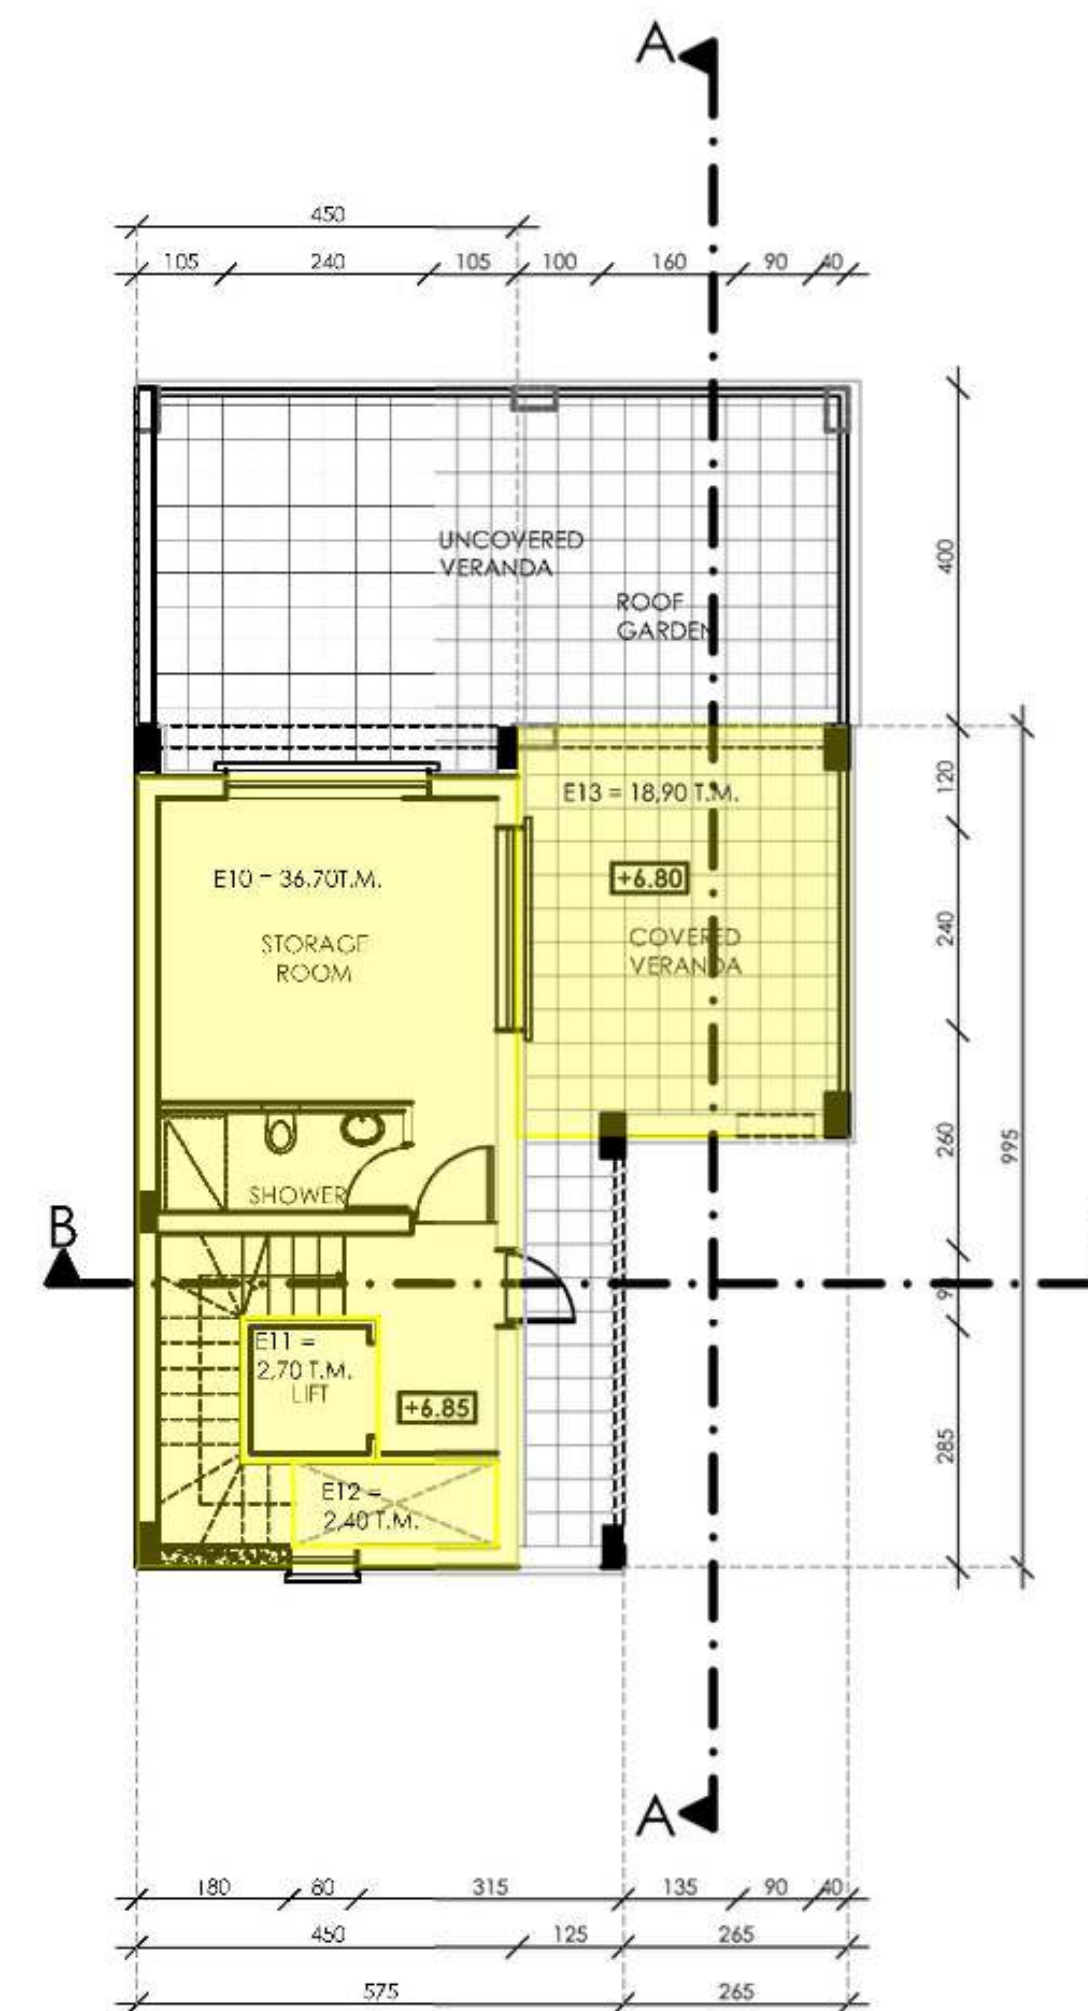 A
450
105 240 105 100 160 90 40
UNCOVERED
VERANDA
ROOF
GARDEN
400
E13 = 18,90 T.M.
120
E10 = 36.70T.M.
+6.80
STORAGE
ROOM
COVERED
VERANDA
240
260
995
SHOWER
B
E11 =
2,70 T.M.
LIFT
+6.85
285
E12 =
2,40 T.M.
A
180 80 315 135 90 40
450 125 265
575 265